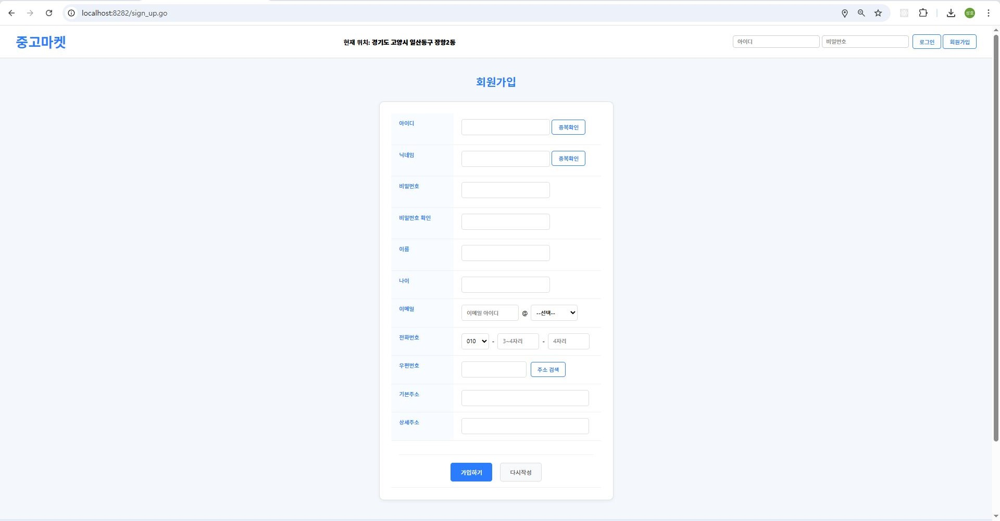 localhost:8282/sign_up.go
성호
중고마켓
현재 위치: 경기도 고양시 일산동구 장항2동
아이디
비밀번호
로그인
회원가입
회원가입
아이디
중복확인
닉네임
중복확인
비밀번호
비밀번호 확인
이름
나이
이메일
이메일 아이디 @ --선택--
전화번호
010 - 3~4자리 - 4자리
우편번호
주소 검색
기본주소
상세주소
가입하기
다시작성